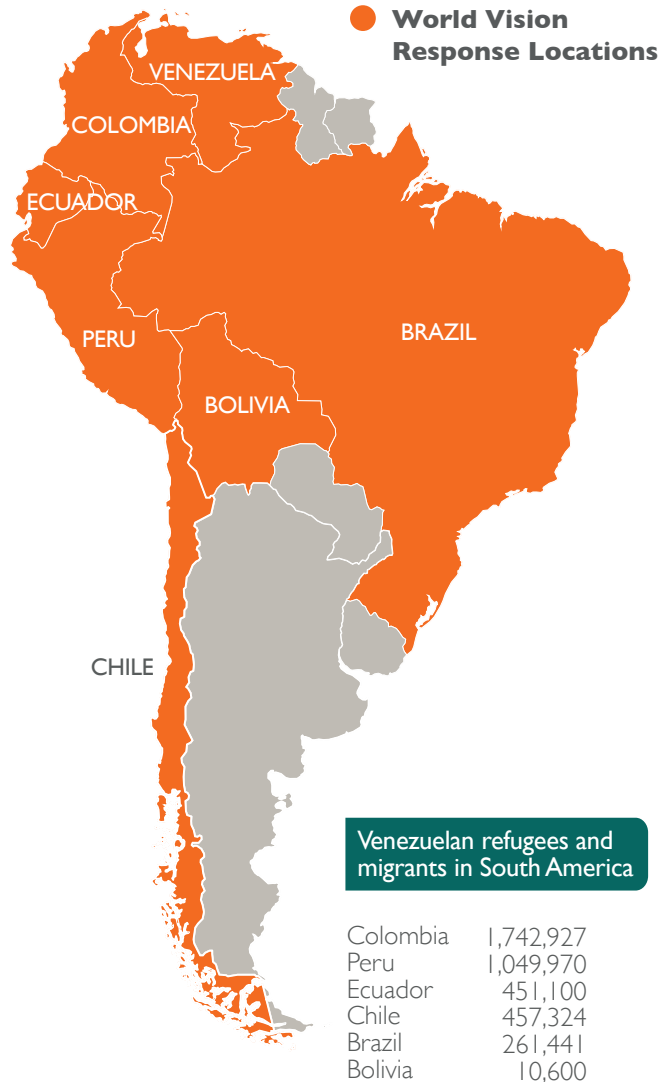 World Vision
Response Locations
VENEZUELA
COLOMBIA
ECUADOR
PERU
BRAZIL
BOLIVIA
CHILE
Venezuelan refugees and
migrants in South America
Colombia 1,742,927
Peru 1,049,970
Ecuador 451,100
Chile 457,324
Brazil 261,441
Bolivia 10,600